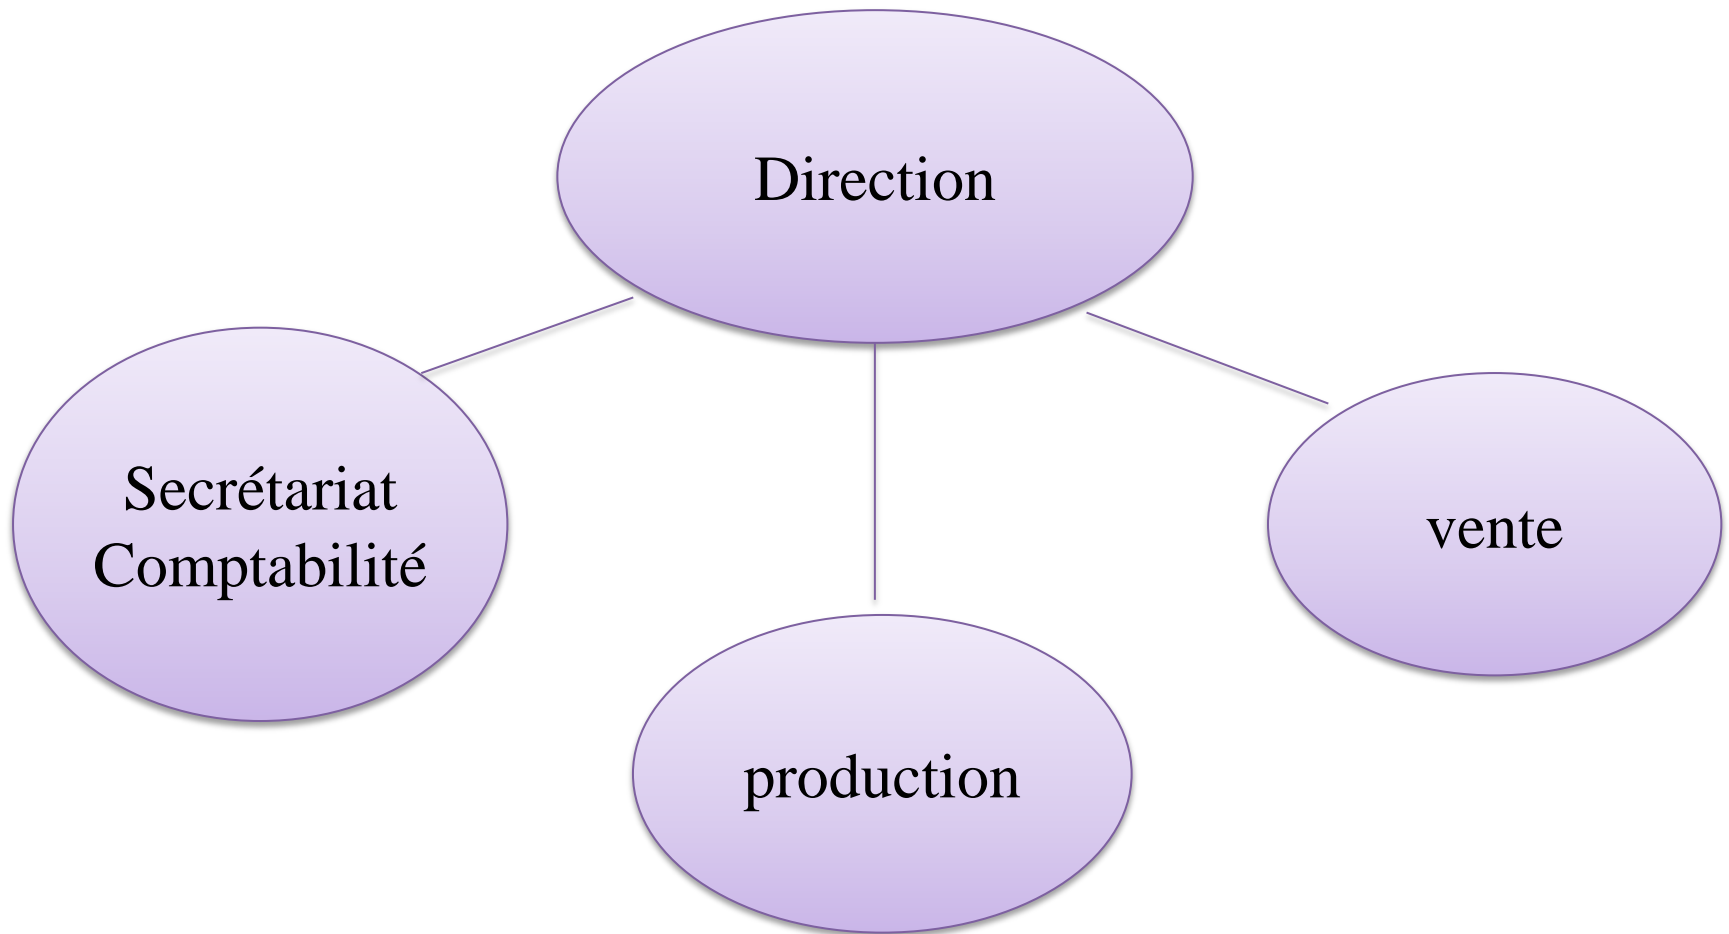 Direction
Secrétariat
Comptabilité
vente
production